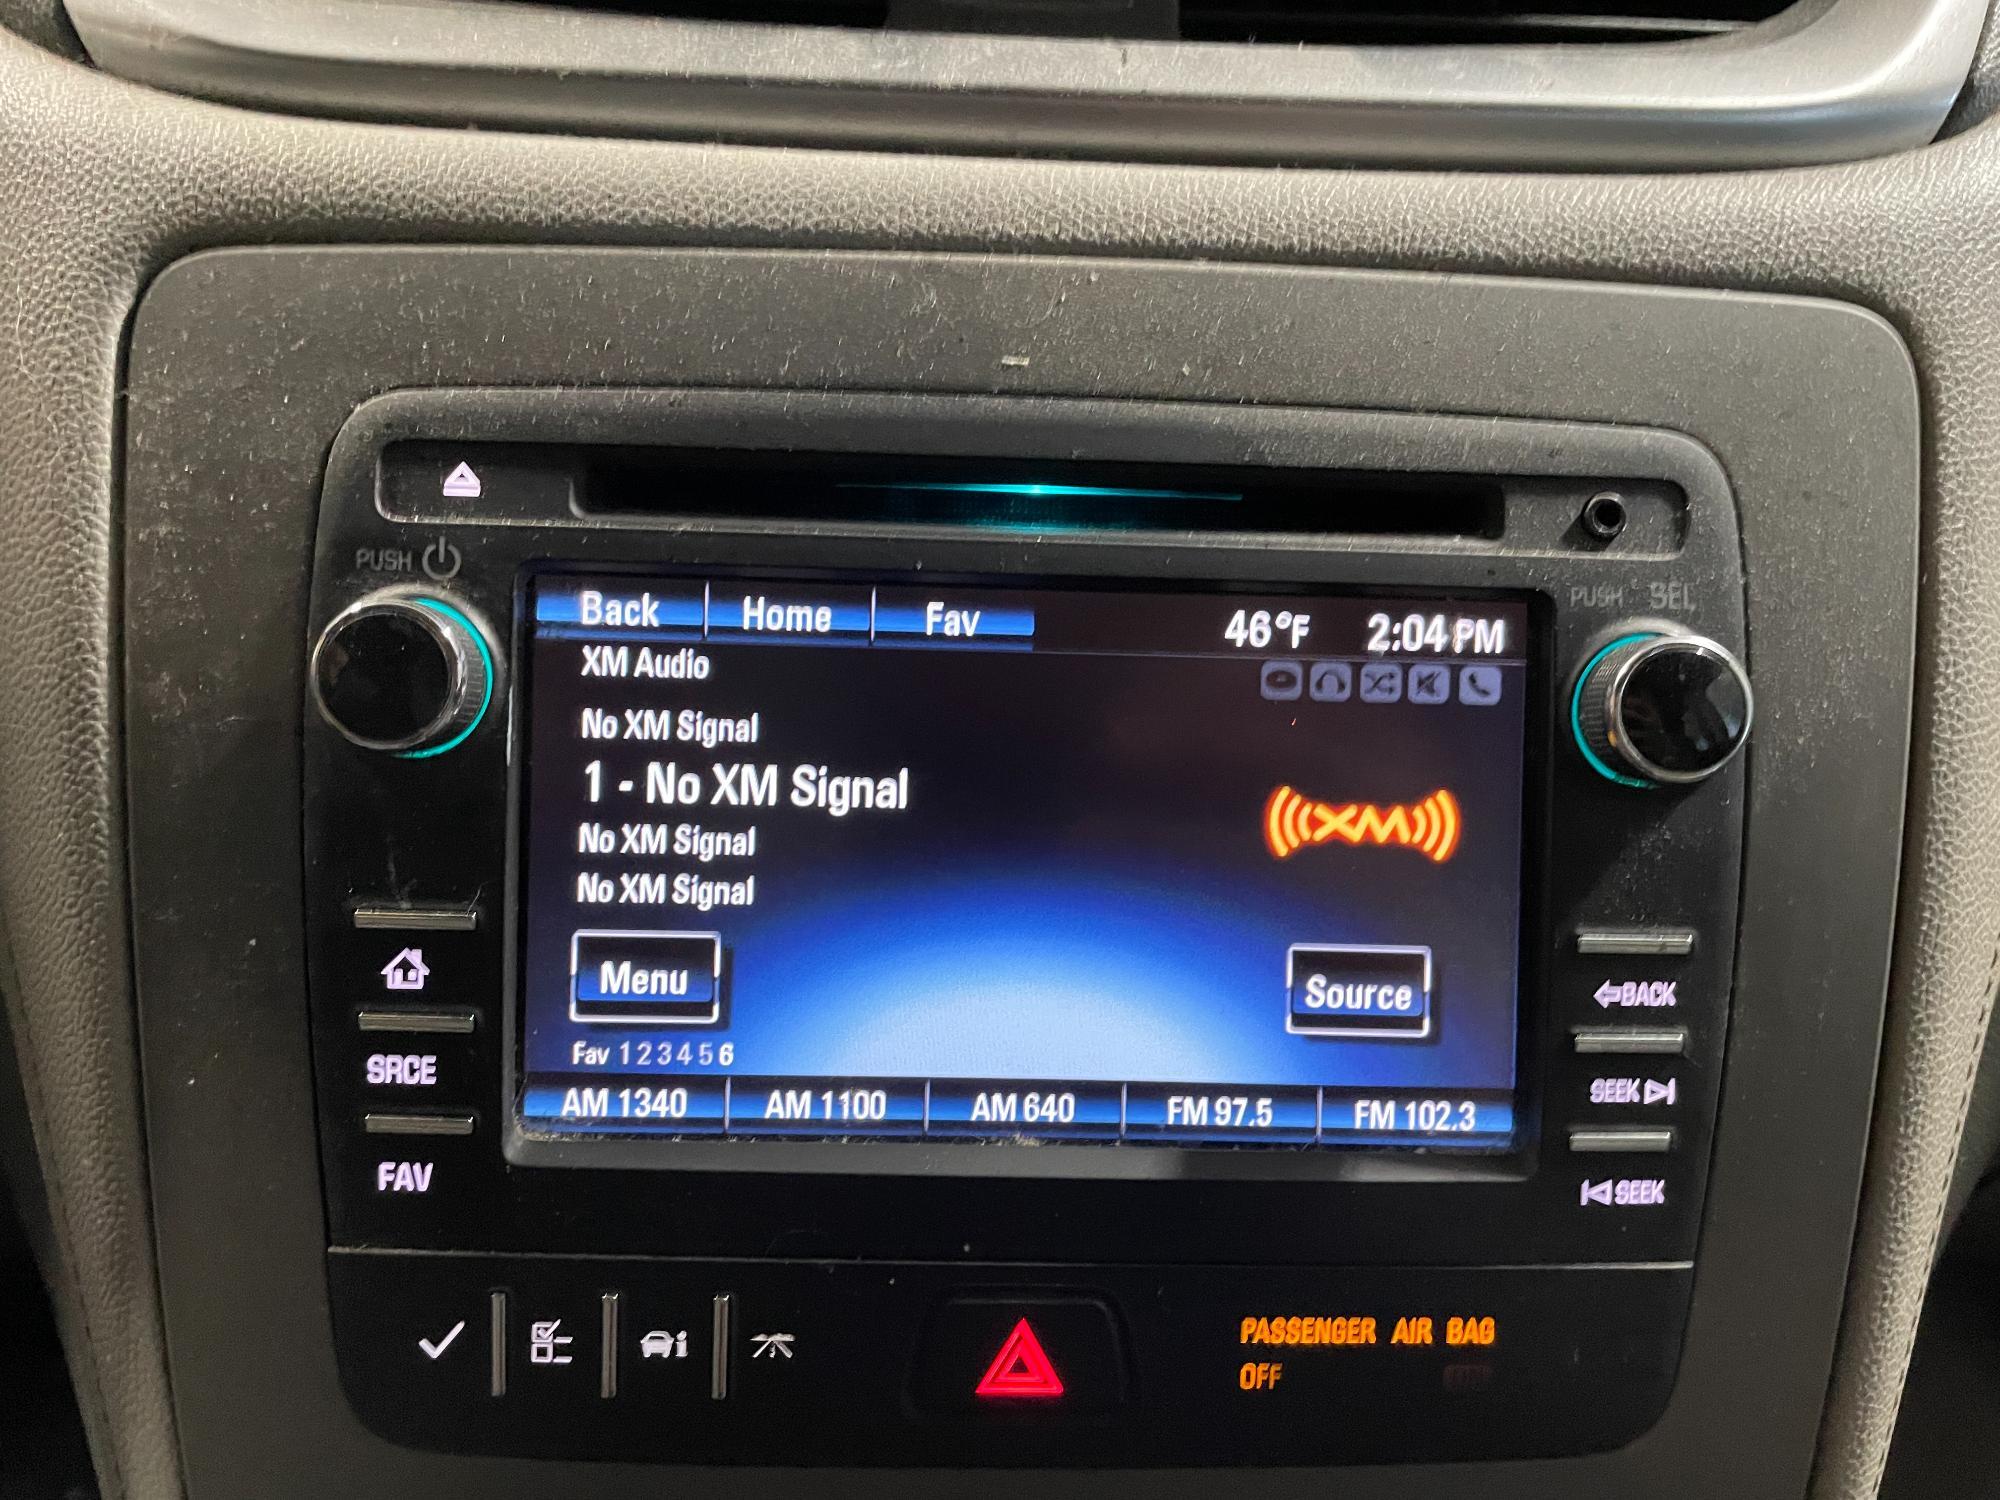 PUSH
PUSH SEL
Back Home Fav 46°F 2:04 PM
XM Audio
No XM Signal
1 - No XM Signal
XM
No XM Signal
No XM Signal
Menu Source
Fav 1 2 3 4 5 6
AM 1340 AM 1100 AM 640 FM 97.5 FM 102.3
SRCE
FAV
BACK
SEEK
SEEK
PASSENGER AIR BAG
OFF